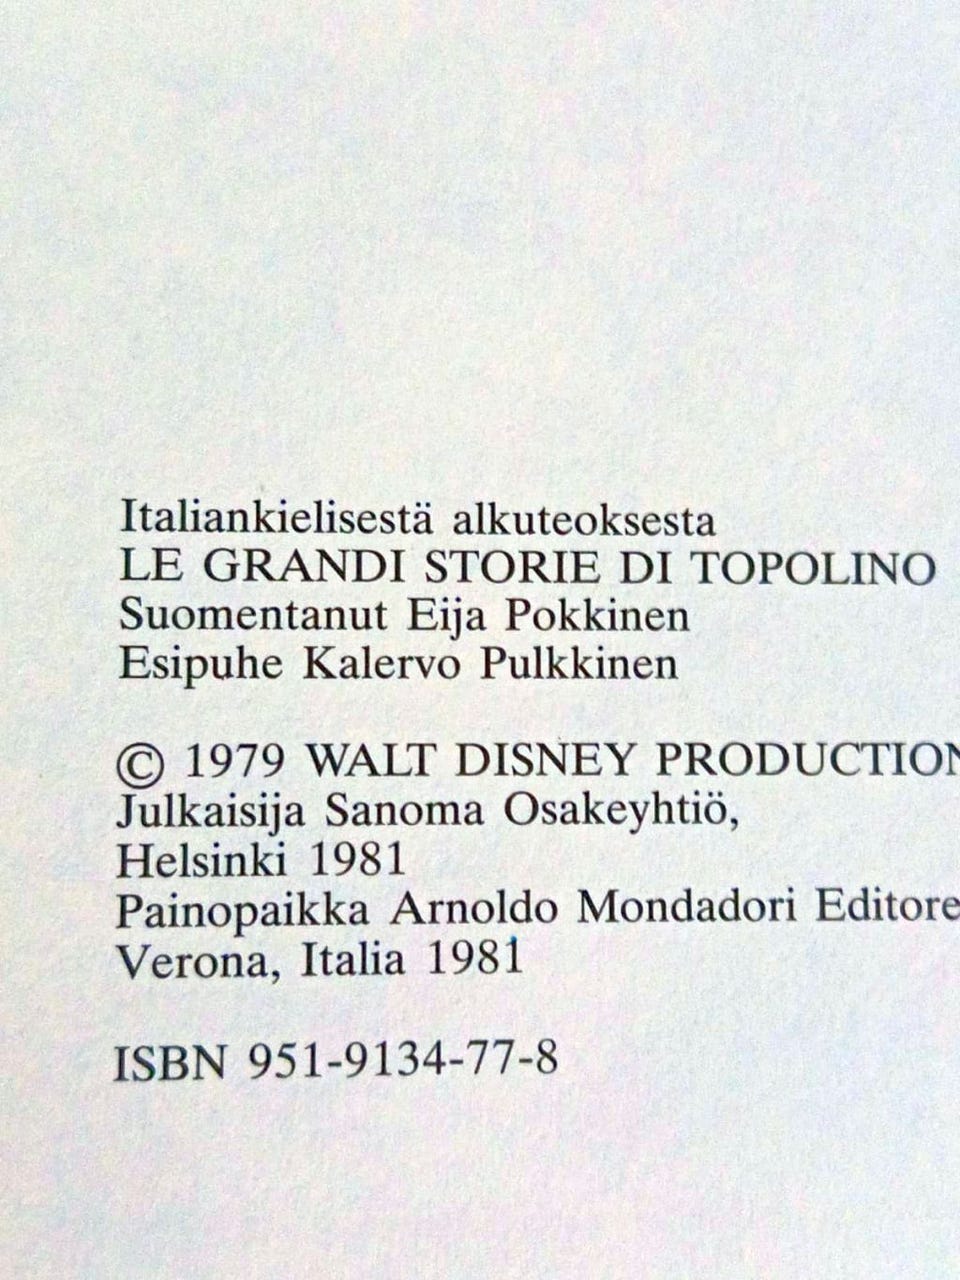 Italiankielisestä alkuteoksesta
LE GRANDI STORIE DI TOPOLINO
Suomentanut Eija Pokkinen
Esipuhe Kalervo Pulkkinen
© 1979 WALT DISNEY PRODUCTION
Julkaisija Sanoma Osakeyhtiö,
Helsinki 1981
Painopaikka Arnoldo Mondadori Editore
Verona, Italia 1981
ISBN 951-9134-77-8